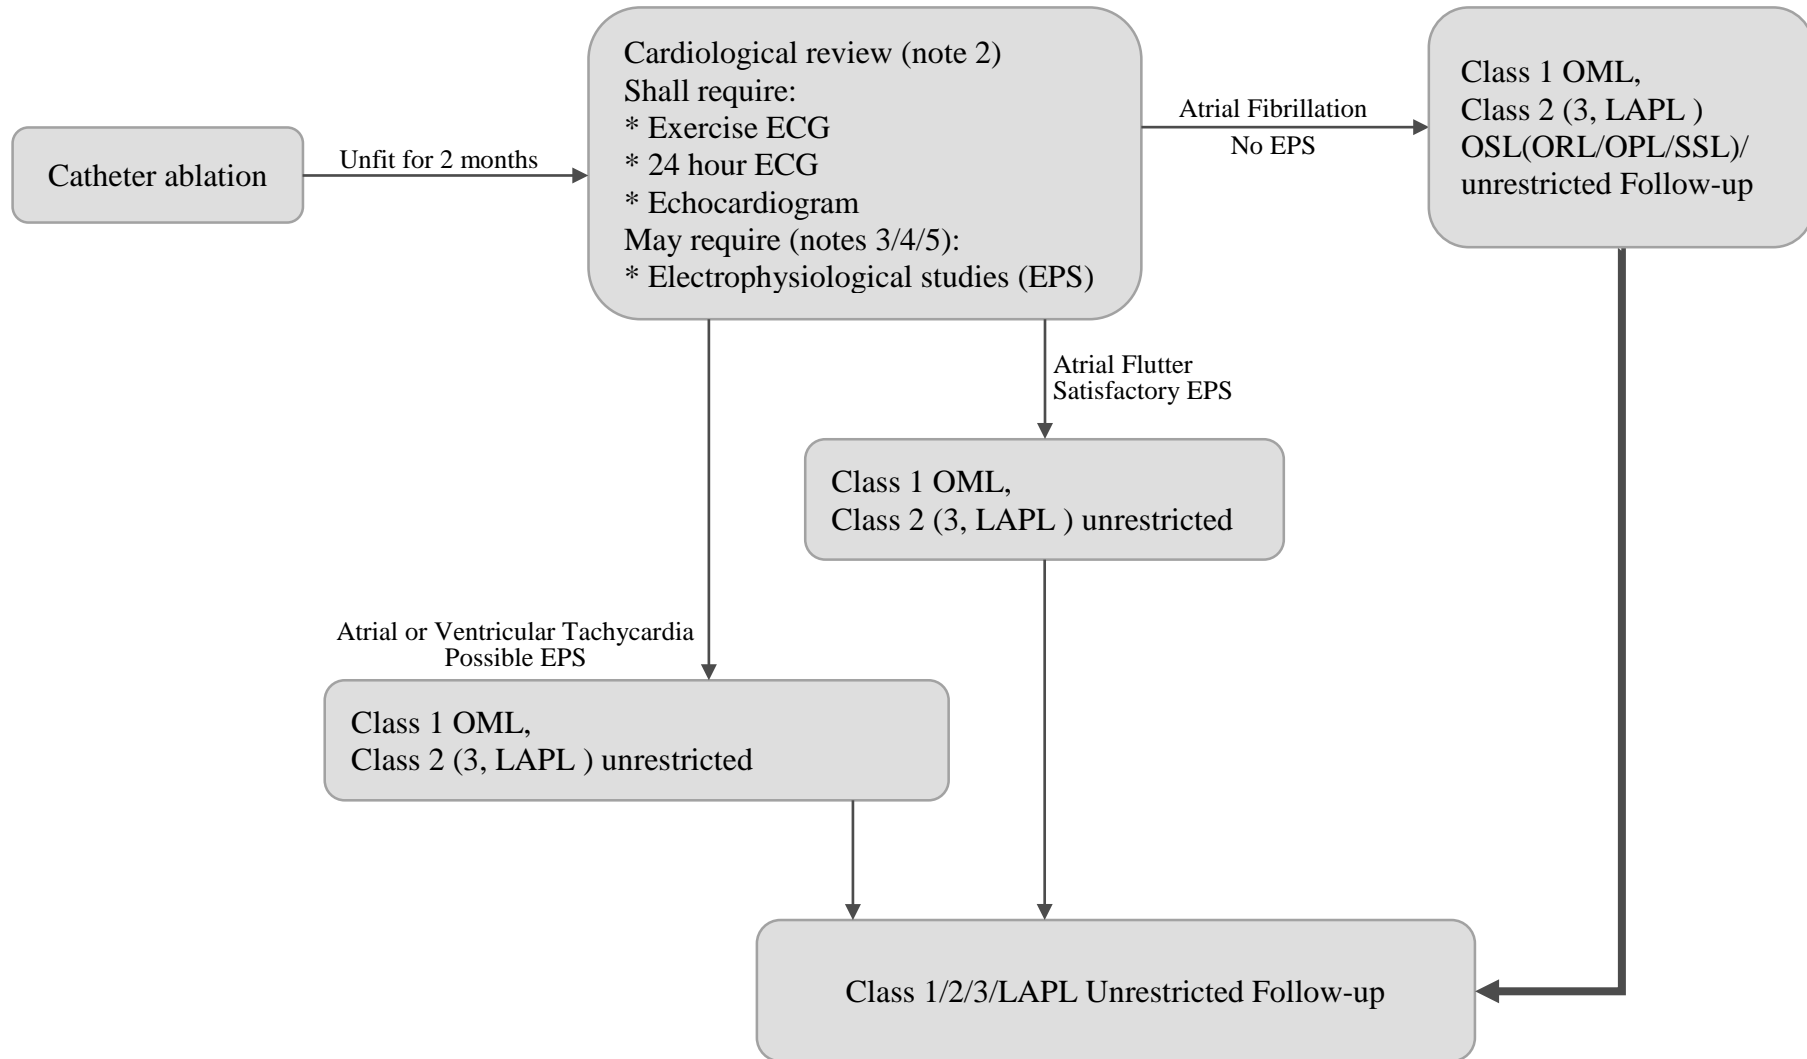 Catheter ablation
Unfit for 2 months
Cardiological review (note 2)
Shall require:
* Exercise ECG
* 24 hour ECG
* Echocardiogram
May require (notes 3/4/5):
* Electrophysiological studies (EPS)
Atrial Fibrillation
No EPS
Class 1 OML,
Class 2 (3, LAPL )
OSL(ORL/OPL/SSL)/
unrestricted Follow-up
Atrial Flutter
Satisfactory EPS
Class 1 OML,
Class 2 (3, LAPL ) unrestricted
Atrial or Ventricular Tachycardia
Possible EPS
Class 1 OML,
Class 2 (3, LAPL ) unrestricted
Class 1/2/3/LAPL Unrestricted Follow-up